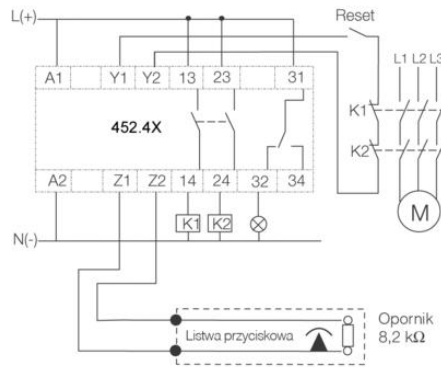 L(+)
Reset
A1 Y1 Y2 13 23 31
L1 L2 L3
452.4X
K1
K2
A2 Z1 Z2 14 24 32 34
K1 K2
M
N(-)
Listwa przyciskowa
Opornik
8,2 kΩ